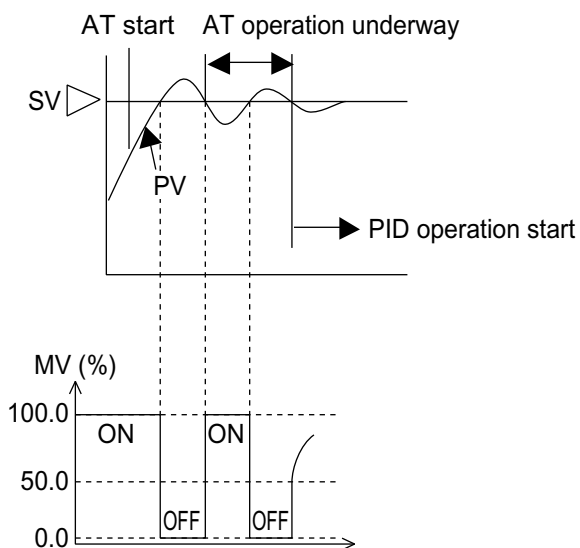 AT start
AT operation underway
SV
PV
PID operation start
MV (%)
100.0
ON
ON
50.0
OFF
OFF
0.0